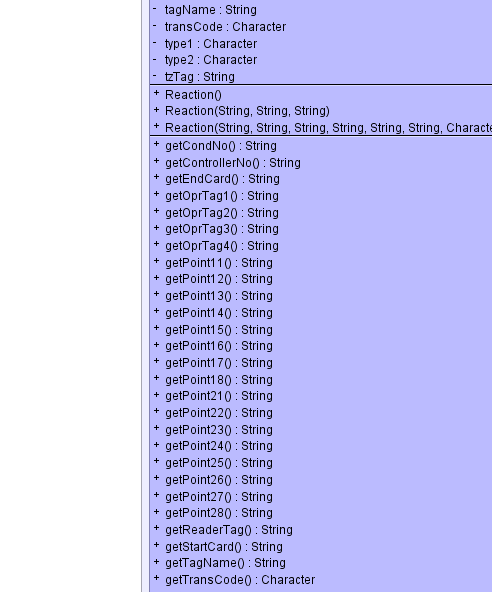 - tagName : String
- transCode : Character
- type1 : Character
- type2 : Character
- tzTag : String
+ Reaction()
+ Reaction(String, String, String)
+ Reaction(String, String, String, String, String, String, Characte
+ getCondNo() : String
+ getControllerNo() : String
+ getEndCard() : String
+ getOprTag1() : String
+ getOprTag2() : String
+ getOprTag3() : String
+ getOprTag4() : String
+ getPoint11() : String
+ getPoint12() : String
+ getPoint13() : String
+ getPoint14() : String
+ getPoint15() : String
+ getPoint16() : String
+ getPoint17() : String
+ getPoint18() : String
+ getPoint21() : String
+ getPoint22() : String
+ getPoint23() : String
+ getPoint24() : String
+ getPoint25() : String
+ getPoint26() : String
+ getPoint27() : String
+ getPoint28() : String
+ getReaderTag() : String
+ getStartCard() : String
+ getTagName() : String
+ getTransCode() : Character